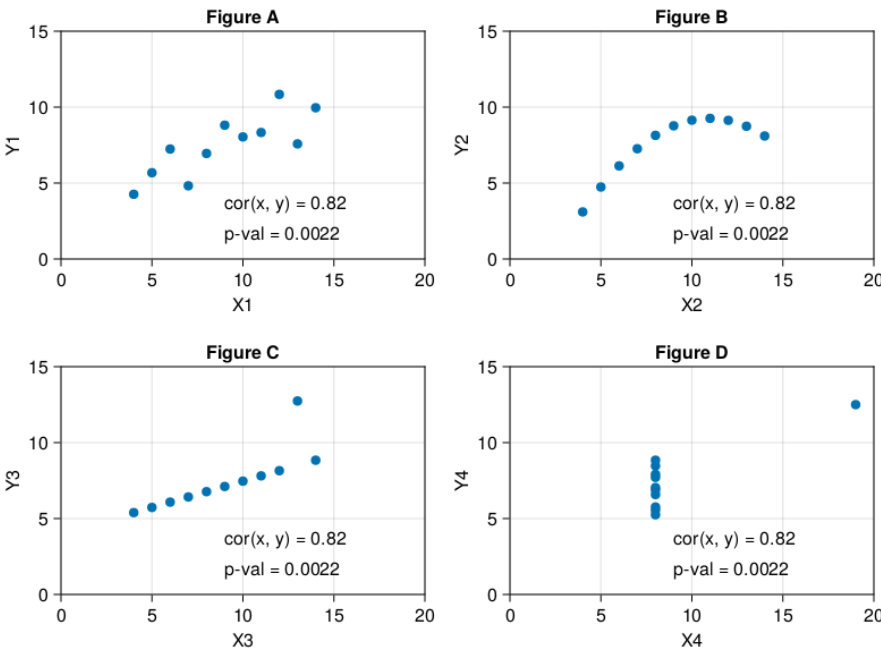 Figure A
15
10
5
0
Y1
cor(x, y) = 0.82
p-val = 0.0022
0 5 10 15 20
X1
Figure B
15
10
5
0
Y2
cor(x, y) = 0.82
p-val = 0.0022
0 5 10 15 20
X2
Figure C
15
10
5
0
Y3
cor(x, y) = 0.82
p-val = 0.0022
0 5 10 15 20
X3
Figure D
15
10
5
0
Y4
cor(x, y) = 0.82
p-val = 0.0022
0 5 10 15 20
X4